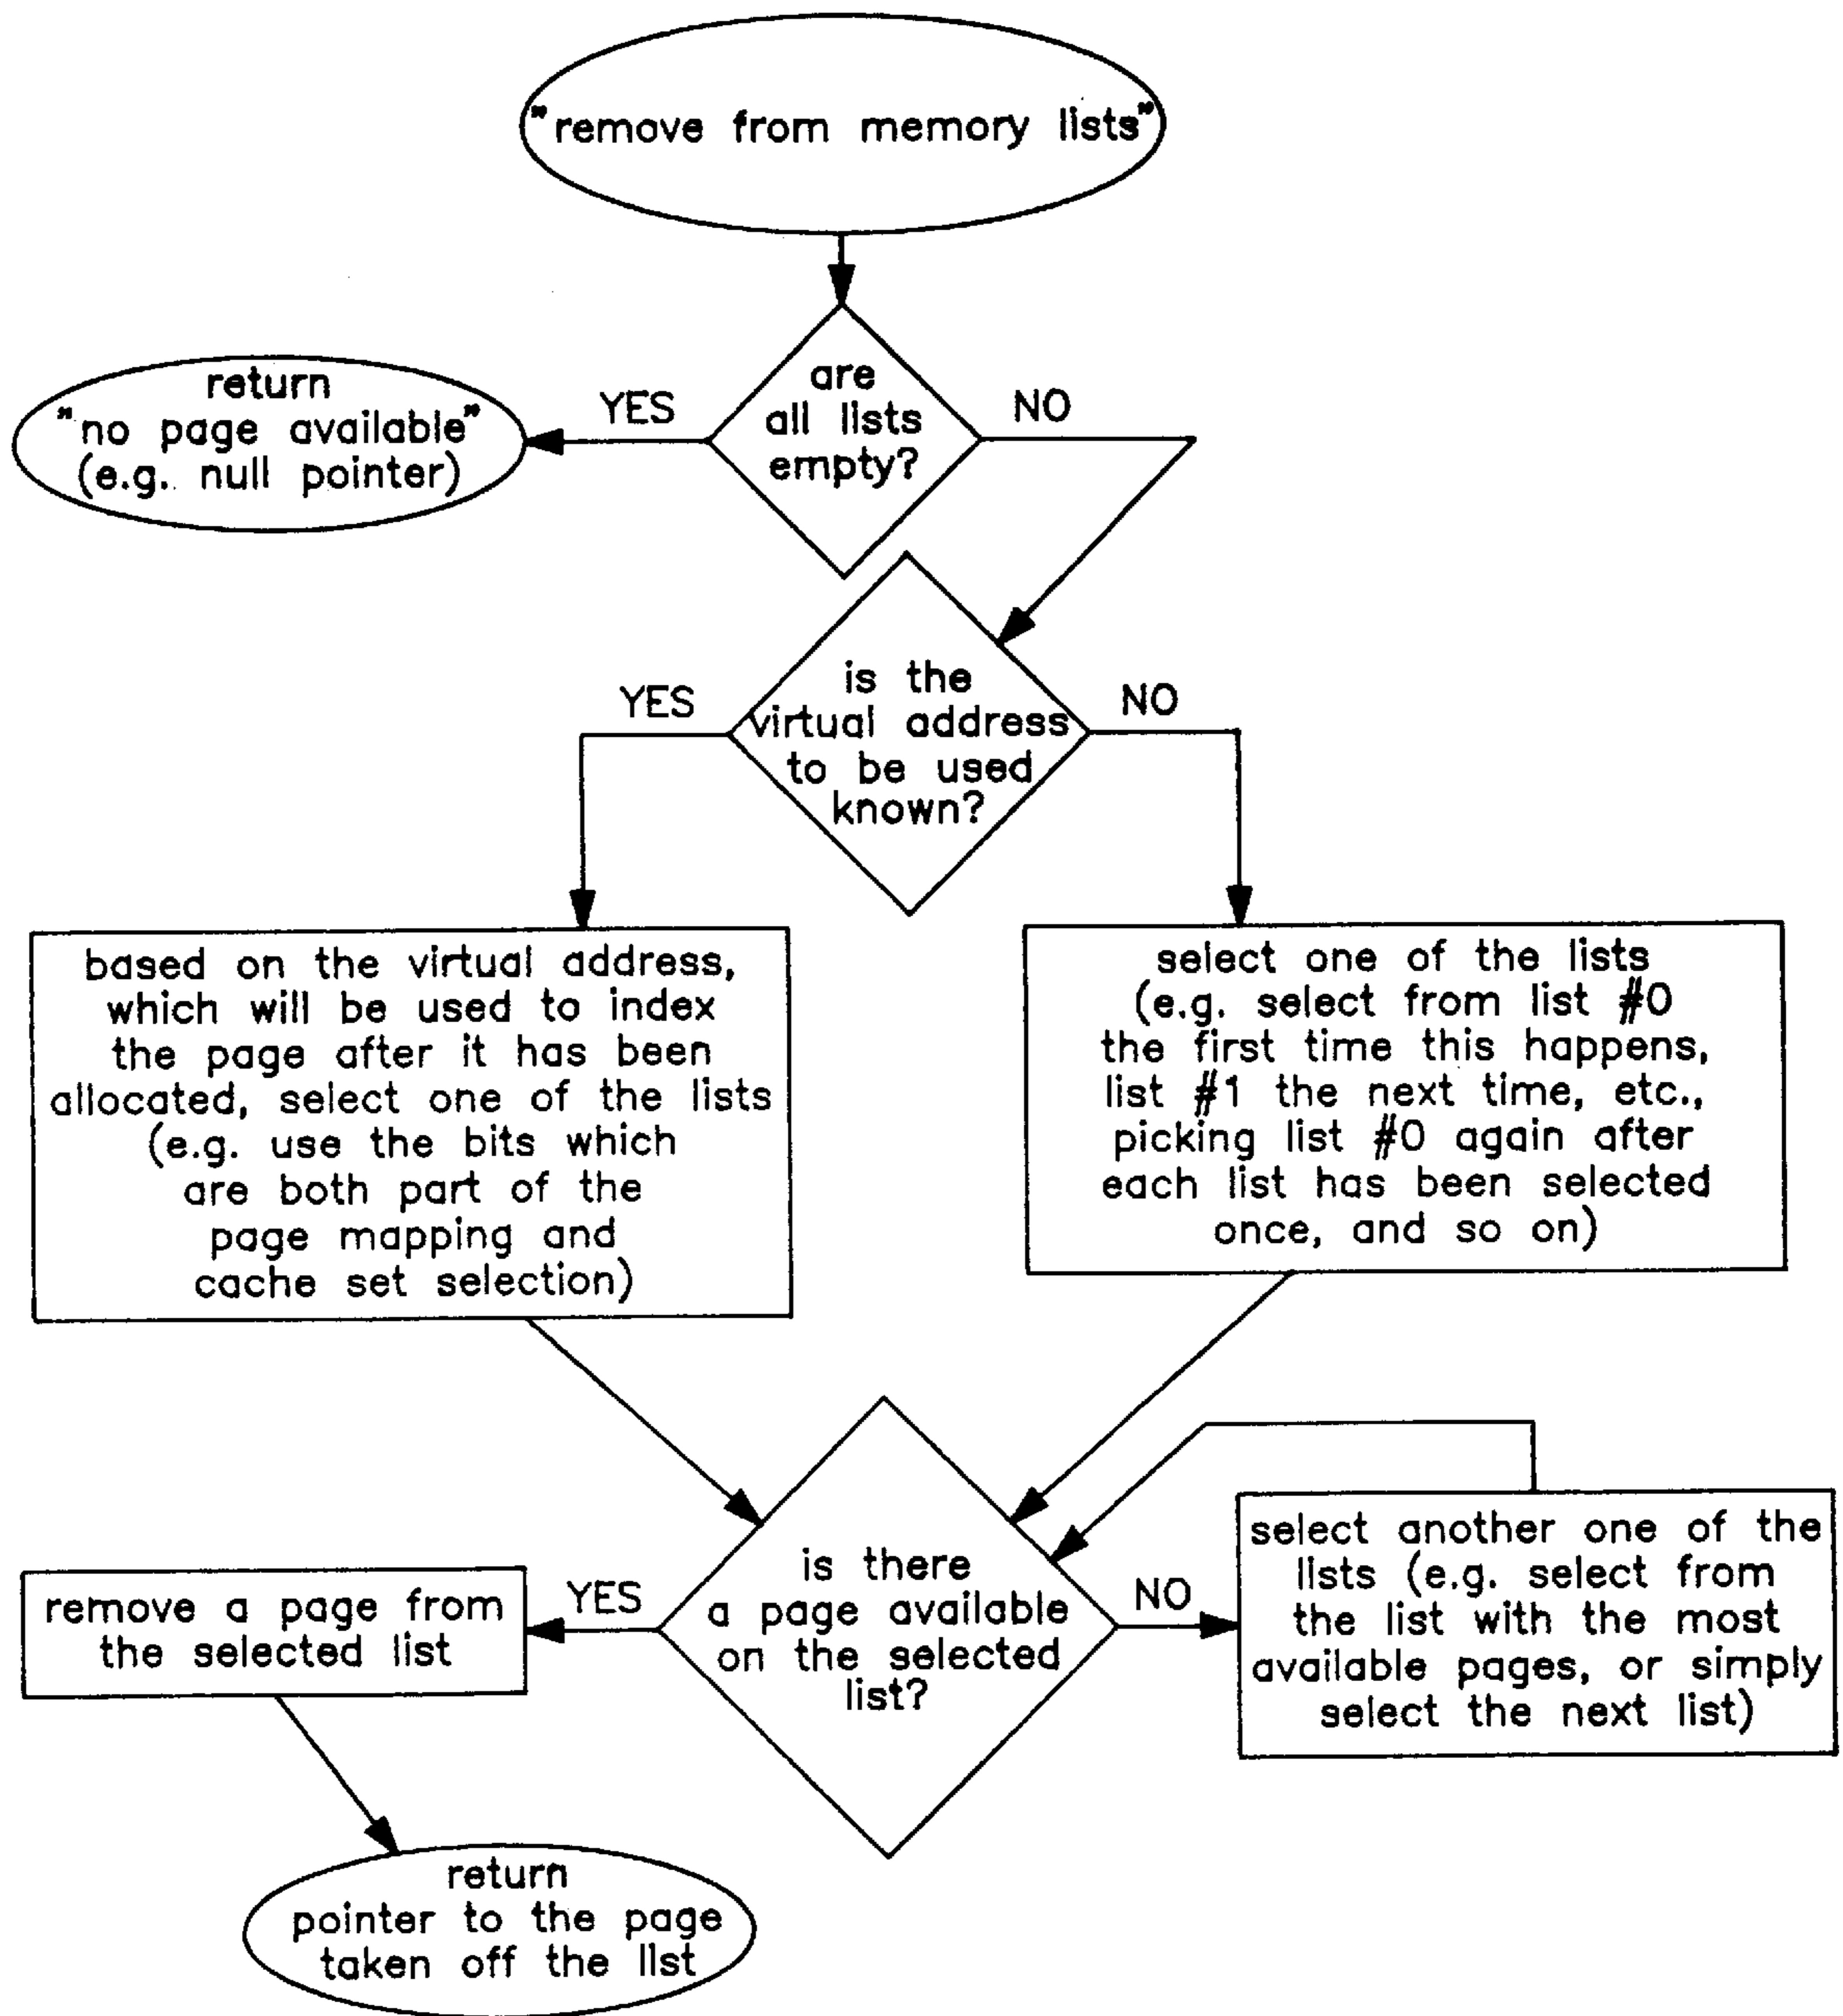 "remove from memory lists"
are
all lists
empty?
YES
NO
return
"no page available"
(e.g. null pointer)
is the
virtual address
to be used
known?
YES
NO
based on the virtual address,
which will be used to index
the page after it has been
allocated, select one of the lists
(e.g. use the bits which
are both part of the
page mapping and
cache set selection)
select one of the lists
(e.g. select from list #0
the first time this happens,
list #1 the next time, etc.,
picking list #0 again after
each list has been selected
once, and so on)
is there
a page available
on the selected
list?
YES
NO
remove a page from
the selected list
select another one of the
lists (e.g. select from
the list with the most
available pages, or simply
select the next list)
return
pointer to the page
taken off the list